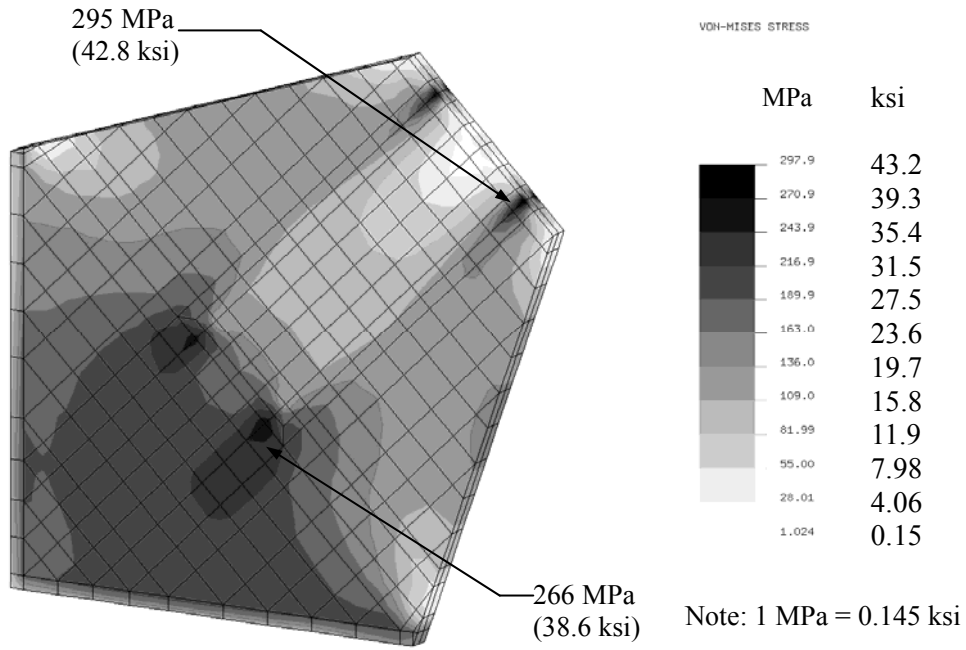 295 MPa
(42.8 ksi)
VON-MISES STRESS
MPa ksi
297.9 43.2
270.9 39.3
243.9 35.4
216.9 31.5
189.9 27.5
163.0 23.6
136.0 19.7
109.0 15.8
81.99 11.9
55.00 7.98
28.01 4.06
1.024 0.15
266 MPa
(38.6 ksi)
Note: 1 MPa = 0.145 ksi